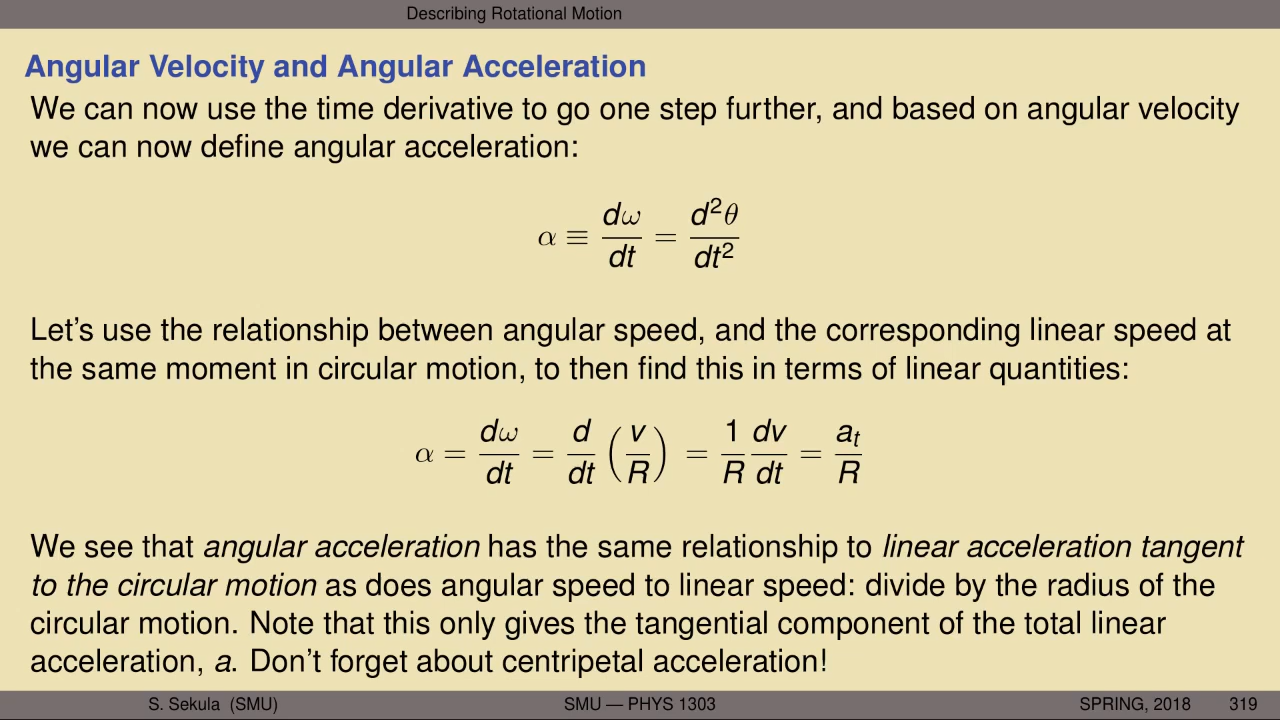 Describing Rotational Motion
Angular Velocity and Angular Acceleration
We can now use the time derivative to go one step further, and based on angular velocity
we can now define angular acceleration:
α ≡ dω/dt = d²θ/dt²
Let's use the relationship between angular speed, and the corresponding linear speed at
the same moment in circular motion, to then find this in terms of linear quantities:
α = dω/dt = d/dt (v/R) = 1/R dv/dt = aₜ/R
We see that angular acceleration has the same relationship to linear acceleration tangent
to the circular motion as does angular speed to linear speed: divide by the radius of the
circular motion. Note that this only gives the tangential component of the total linear
acceleration, a. Don't forget about centripetal acceleration!
S. Sekula (SMU) SMU — PHYS 1303 SPRING, 2018 319